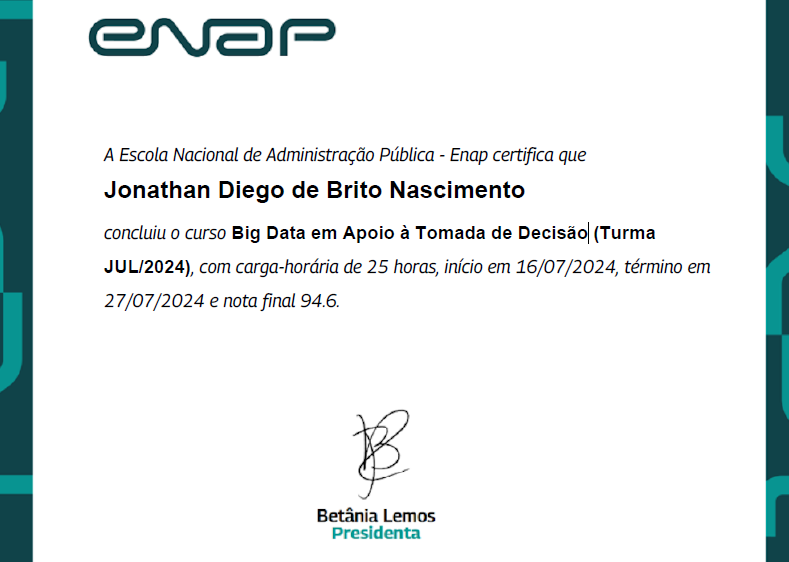 enap
A Escola Nacional de Administração Pública - Enap certifica que
Jonathan Diego de Brito Nascimento
concluiu o curso Big Data em Apoio à Tomada de Decisão (Turma
JUL/2024), com carga-horária de 25 horas, início em 16/07/2024, término em
27/07/2024 e nota final 94.6.
Betânia Lemos
Presidenta